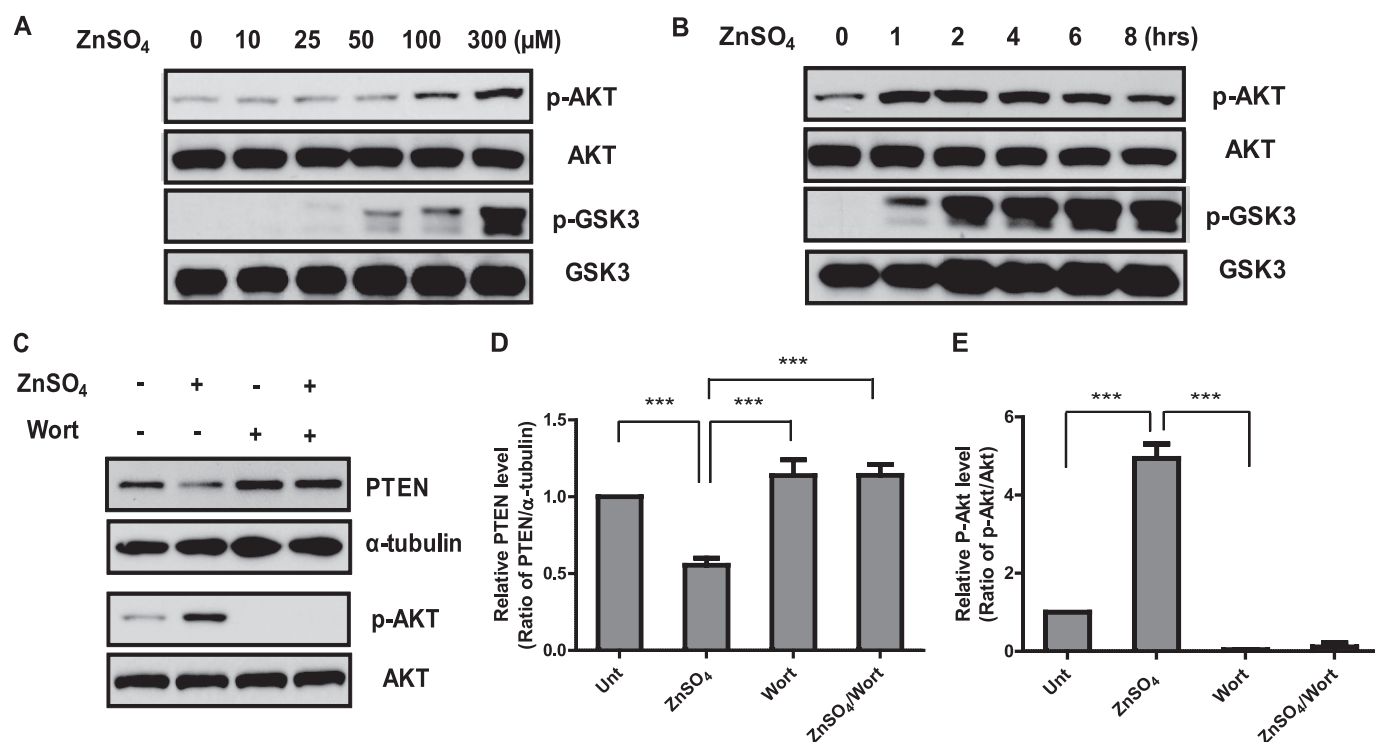 A
ZnSO4 0 10 25 50 100 300 (µM)
p-AKT
AKT
p-GSK3
GSK3
B
ZnSO4 0 1 2 4 6 8 (hrs)
p-AKT
AKT
p-GSK3
GSK3
C
ZnSO4 - + - +
Wort - - + +
PTEN
α-tubulin
p-AKT
AKT
D
***
*** ***
Relative PTEN level
(Ratio of PTEN/α-tubulin)
1.5
1.0
0.5
0.0
Unt ZnSO4 Wort ZnSO4/Wort
E
*** ***
Relative P-Akt level
(Ratio of p-Akt/Akt)
6
4
2
0
Unt ZnSO4 Wort ZnSO4/Wort